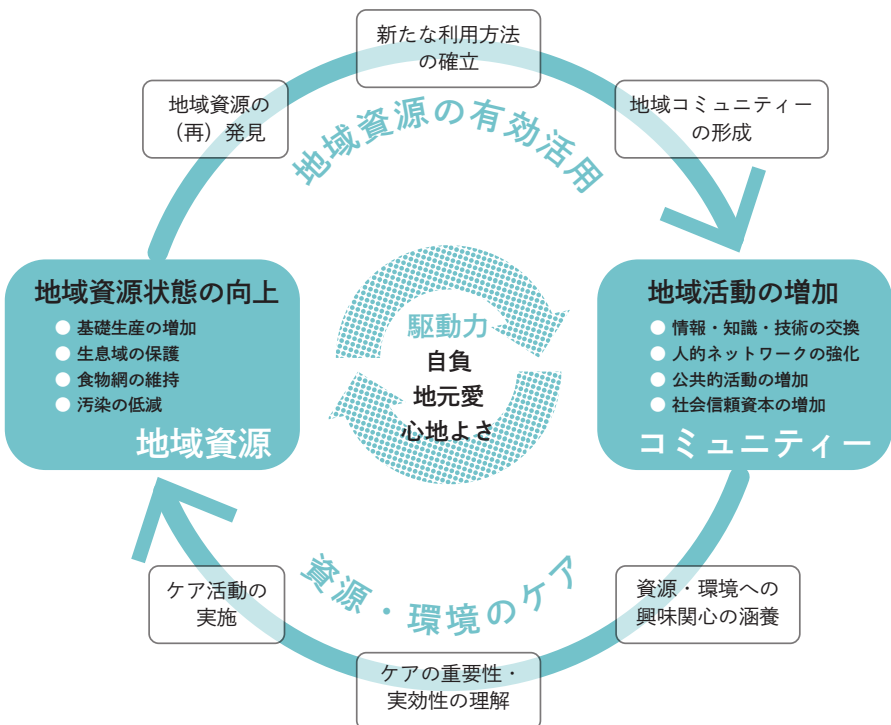 新たな利用方法
の確立
地域資源の
（再）発見
地域コミュニティー
の形成
地域資源の有効活用
地域資源状態の向上
● 基礎生産の増加
● 生息域の保護
● 食物網の維持
● 汚染の低減
地域資源
駆動力
自負
地元愛
心地よさ
地域活動の増加
● 情報・知識・技術の交換
● 人的ネットワークの強化
● 公共的活動の増加
● 社会信頼資本の増加
コミュニティー
資源・環境のケア
ケア活動の
実施
資源・環境への
興味関心の涵養
ケアの重要性・
実効性の理解